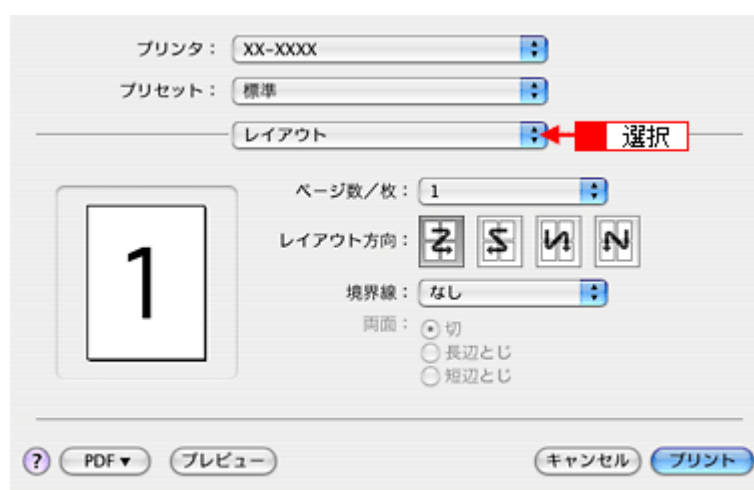 プリンタ： XX-XXXX
プリセット： 標準
レイアウト 選択
ページ数／枚： 1
レイアウト方向：
境界線： なし
両面： 切
長辺とじ
短辺とじ
1
? PDF▼ プレビュー キャンセル プリント